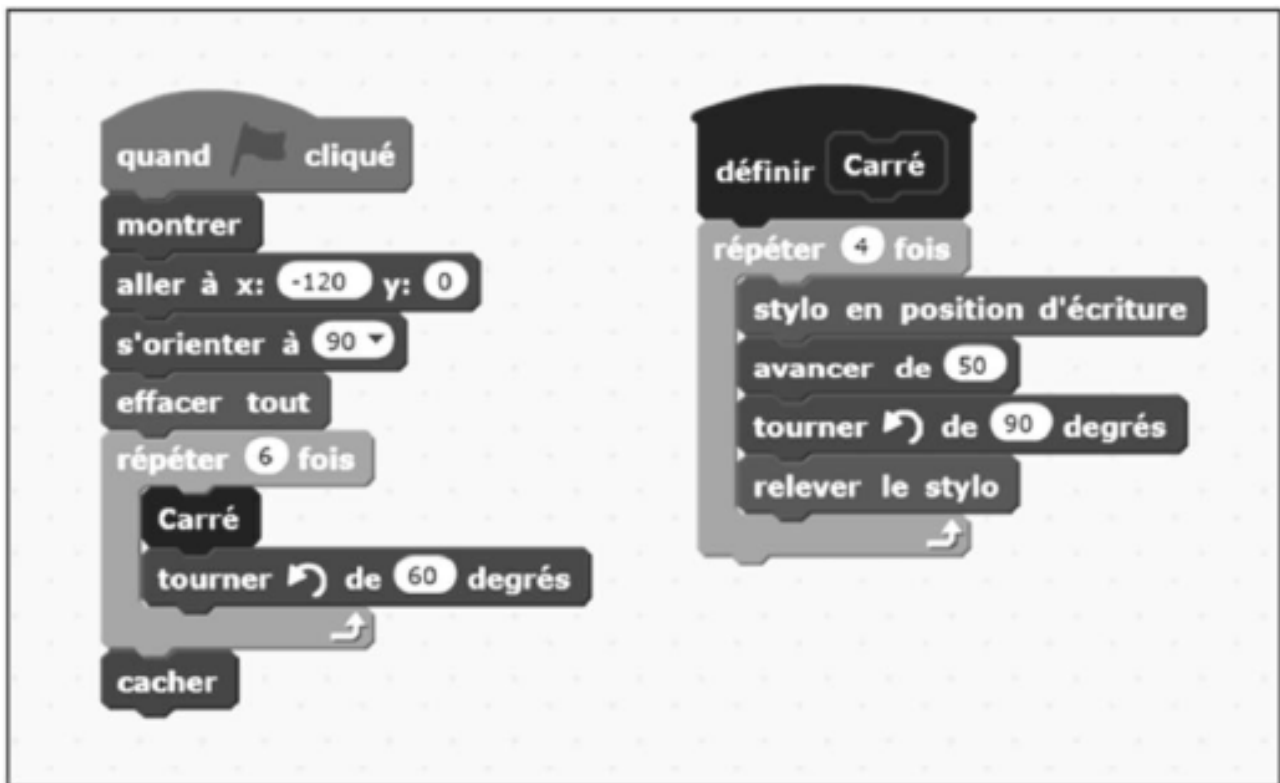 quand cliqué
montrer
aller à x: -120 y: 0
s'orienter à 90
effacer tout
répéter 6 fois
Carré
tourner de 60 degrés
cacher
définir Carré
répéter 4 fois
stylo en position d'écriture
avancer de 50
tourner de 90 degrés
relever le stylo